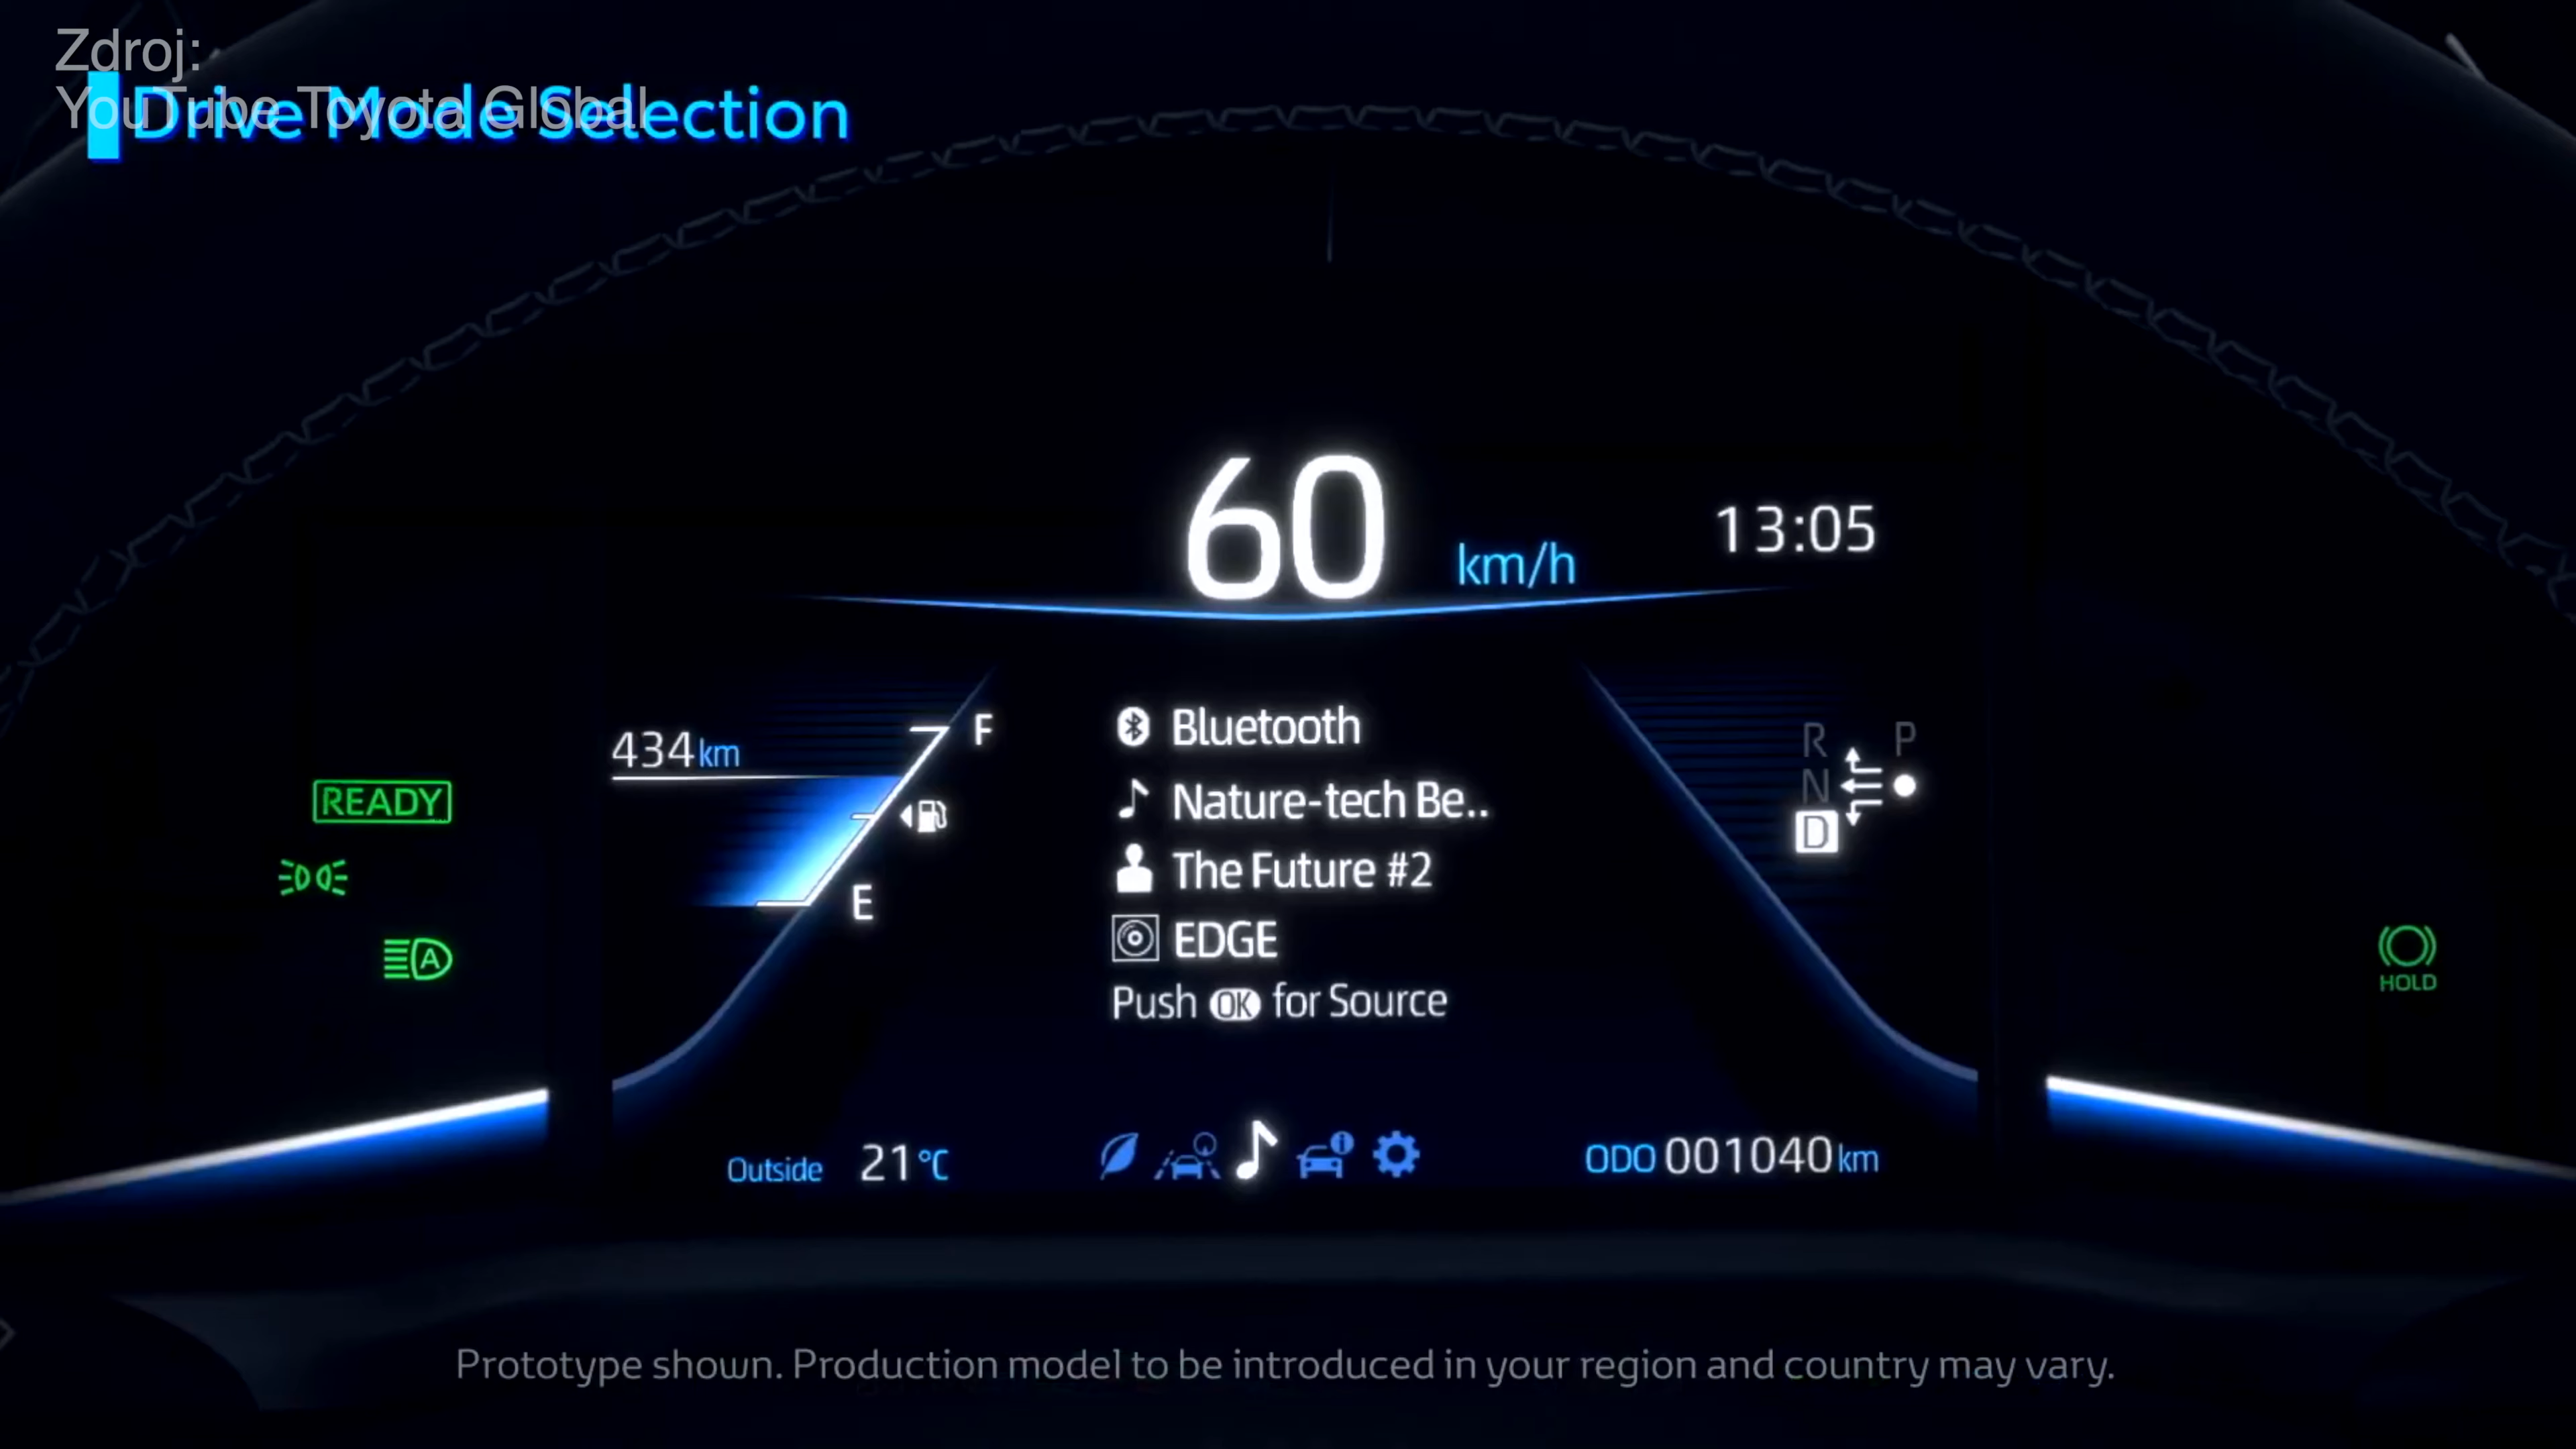 Zdroj:
YouTube Toyota Global
Drive Mode Selection
60 km/h
13:05
434km
F
E
READY
A
Bluetooth
Nature-tech Be..
The Future #2
EDGE
Push OK for Source
R P
N
D
HOLD
Outside 21°C
ODO 001040km
Prototype shown. Production model to be introduced in your region and country may vary.